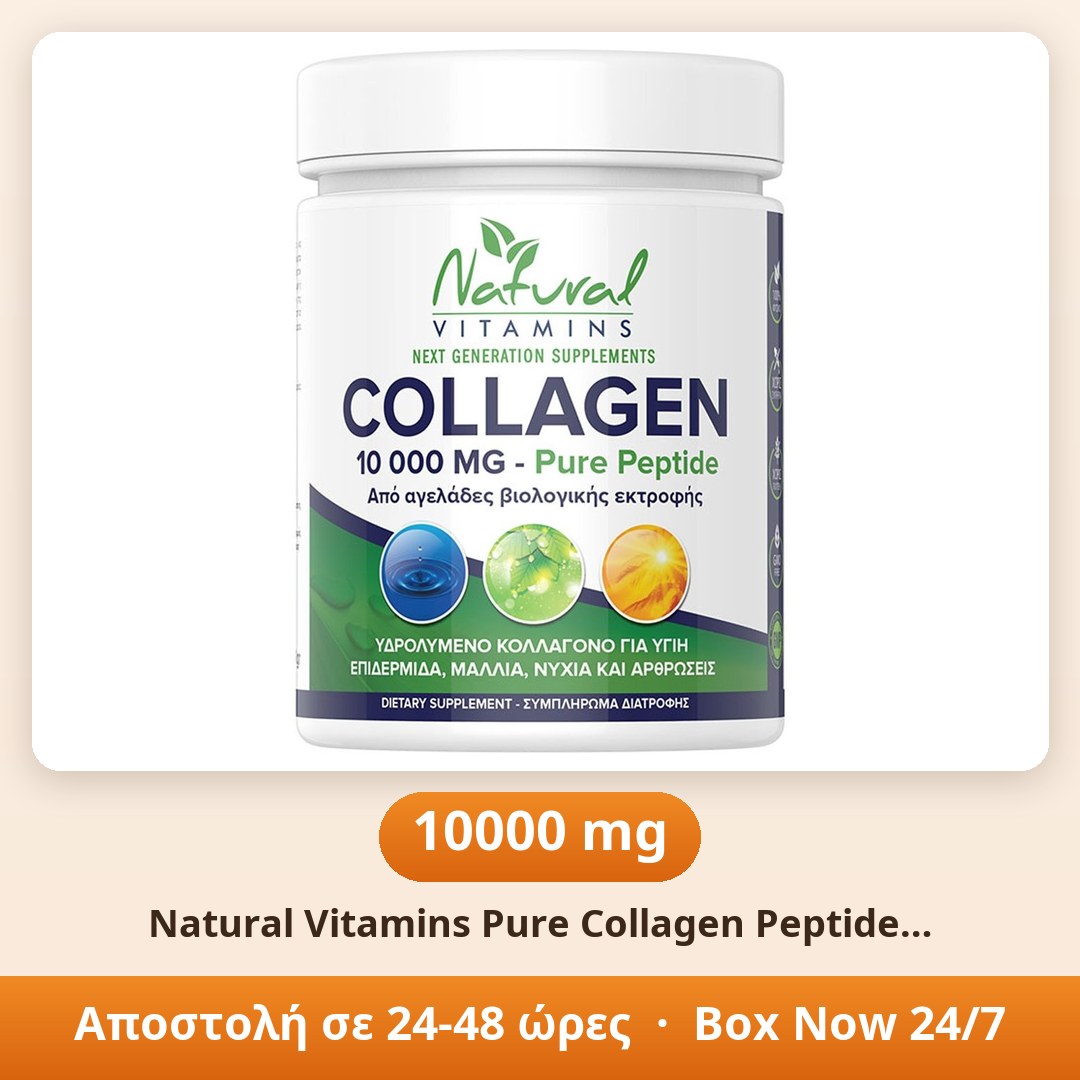 Natural
VITAMINS
NEXT GENERATION SUPPLEMENTS
COLLAGEN
10 000 MG - Pure Peptide
Από αγελάδες βιολογικής εκτροφής
ΥΔΡΟΛΥΜΕΝΟ ΚΟΛΛΑΓΟΝΟ ΓΙΑ ΥΓΙΗ
ΕΠΙΔΕΡΜΙΔΑ, ΜΑΛΛΙΑ, ΝΥΧΙΑ ΚΑΙ ΑΡΘΡΩΣΕΙΣ
DIETARY SUPPLEMENT - ΣΥΜΠΛΗΡΩΜΑ ΔΙΑΤΡΟΦΗΣ
10000 mg
Natural Vitamins Pure Collagen Peptide...
Αποστολή σε 24-48 ώρες · Box Now 24/7